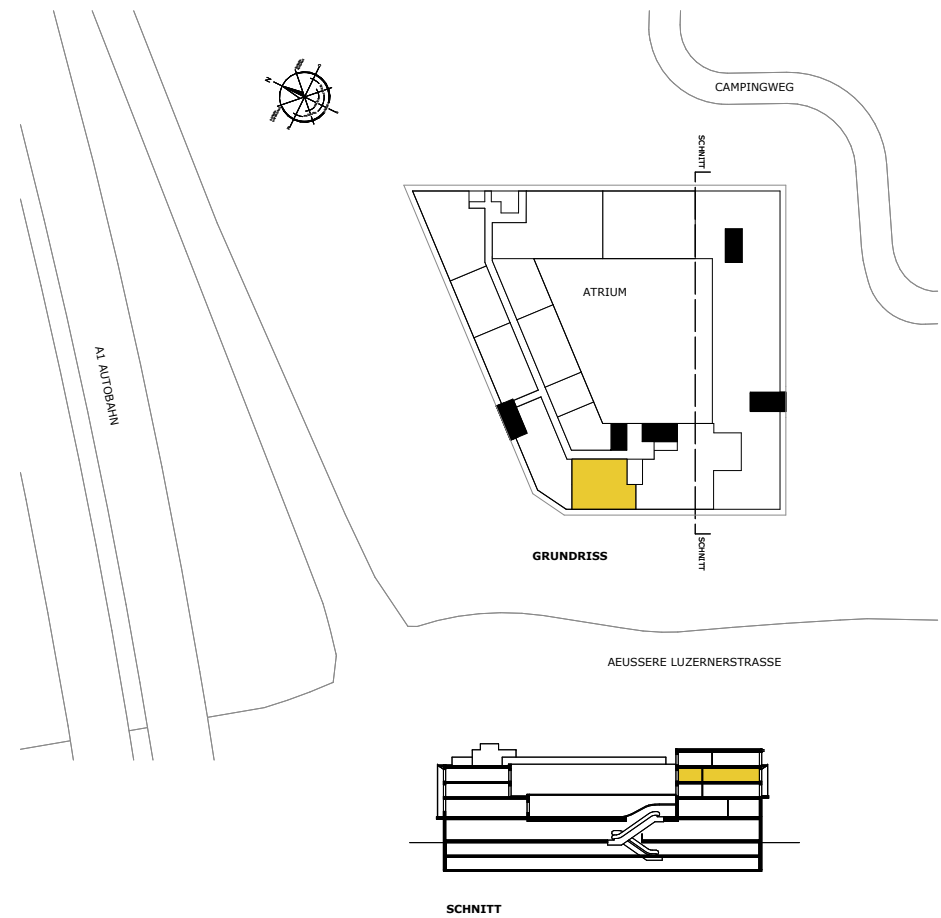 CAMPINGWEG
N
SCHNITT
ATRIUM
A1 AUTOBAHN
SCHNITT
GRUNDRISS
AEUSSERE LUZERNERSTRASSE
SCHNITT